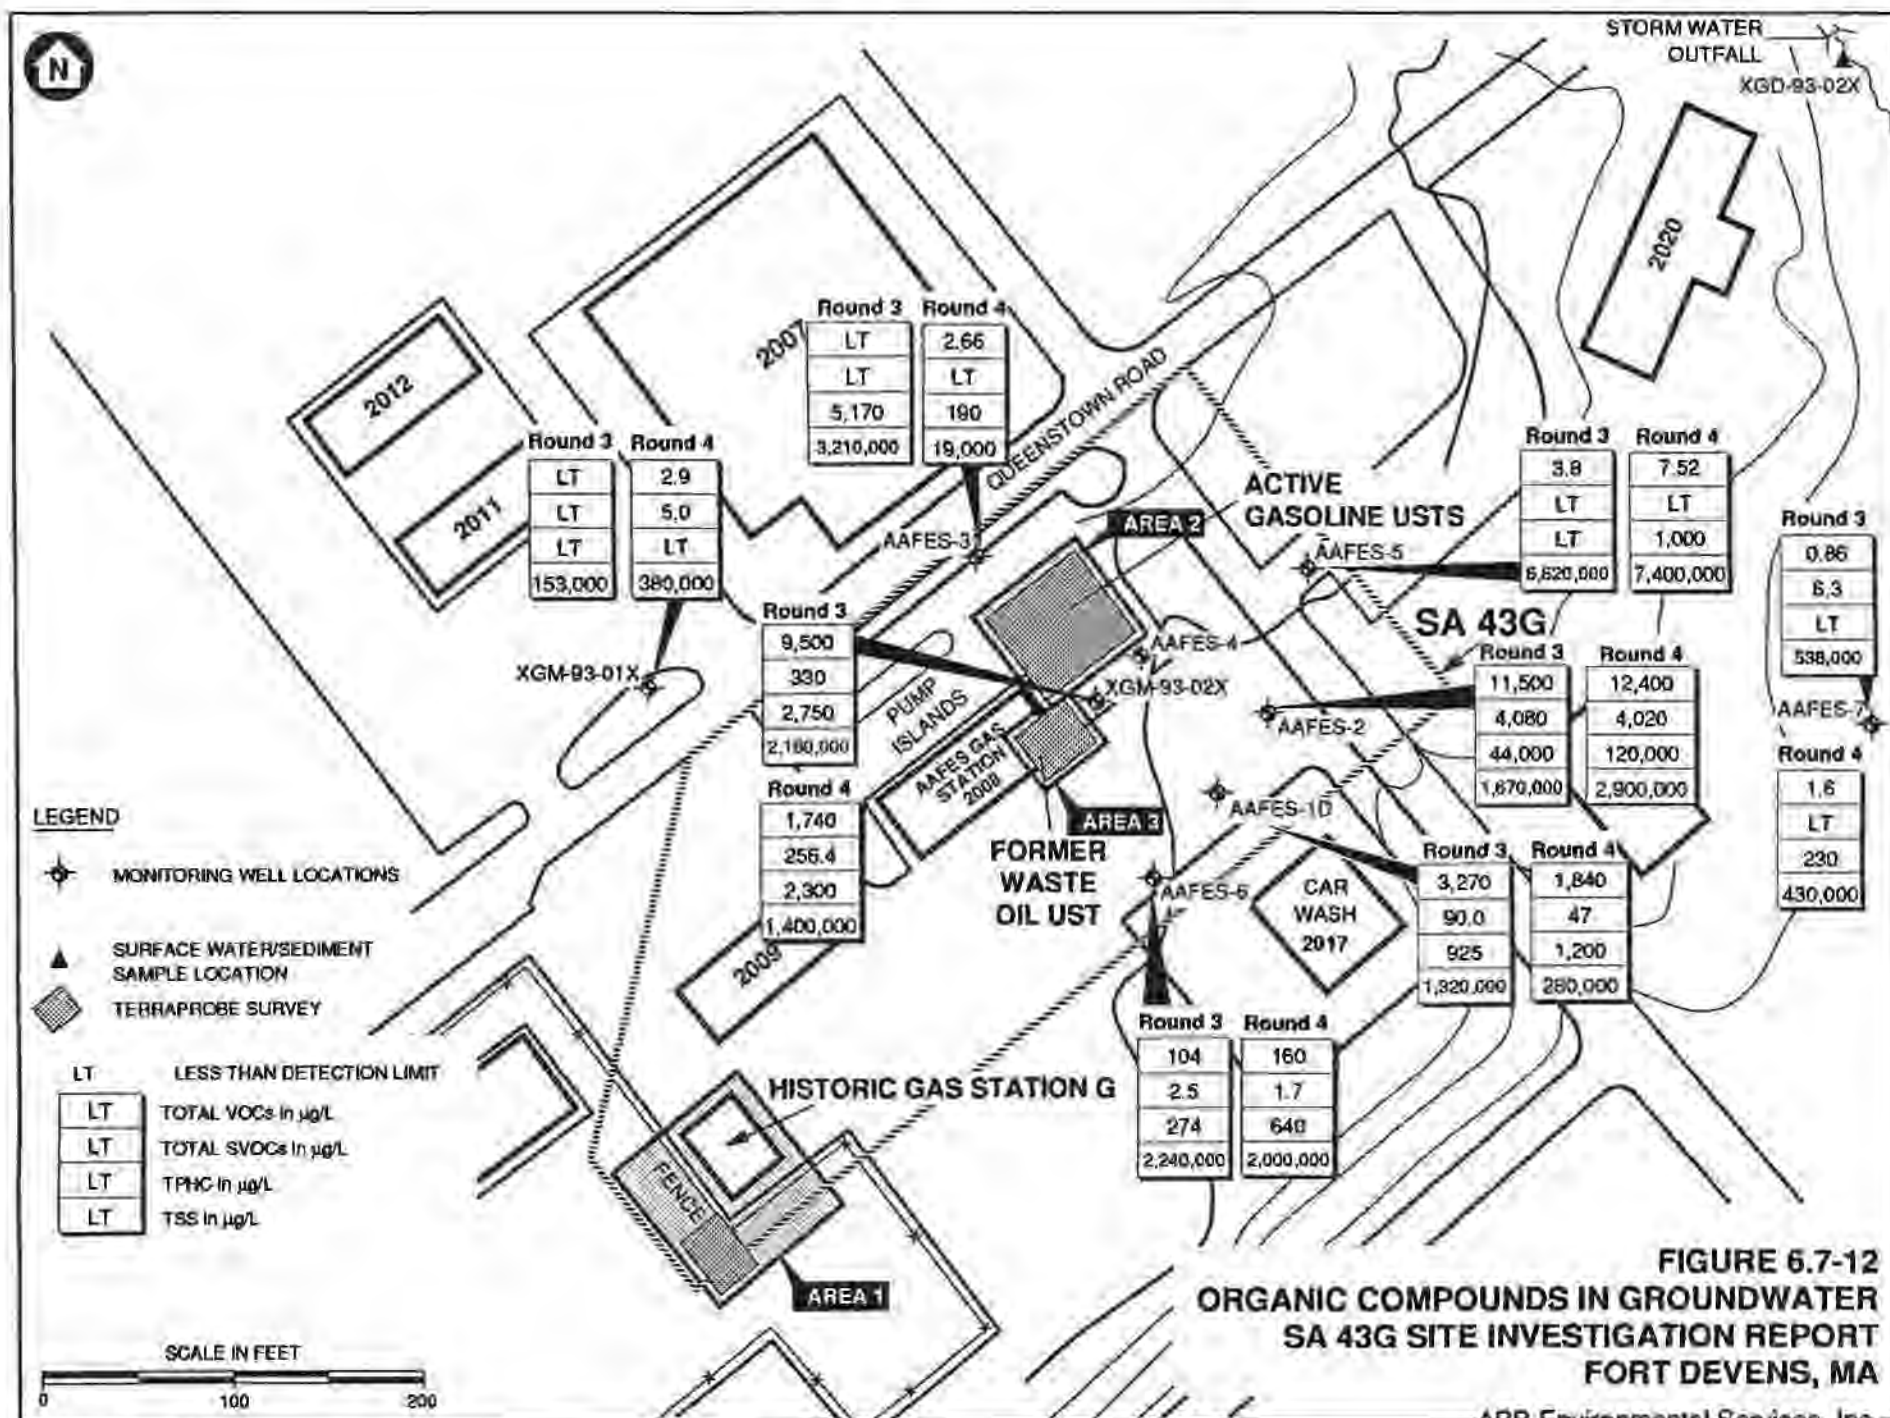 N
STORM WATER
OUTFALL
XGD-93-02X
2020
2007
2012
2011
QUEENSTOWN ROAD
Round 3 Round 4
LT 2.66
LT LT
5,170 190
3,210,000 19,000
AAFES-3
Round 3 Round 4
LT 2.9
LT 5.0
LT LT
153,000 380,000
XGM-93-01X
ACTIVE
GASOLINE USTS
AREA 2
AAFES-5
Round 3 Round 4
3.8 7.52
LT LT
LT 1,000
6,620,000 7,400,000
Round 3
0.86
6.3
LT
538,000
AAFES-7
Round 4
1.6
LT
230
430,000
SA 43G
AAFES-4
XGM-93-02X
Round 3
9,500
330
2,750
2,160,000
Round 4
1,740
256.4
2,300
1,400,000
PUMP
ISLANDS
AAFES GAS
STATION
2008
AREA 3
FORMER
WASTE
OIL UST
AAFES-2
Round 3 Round 4
11,500 12,400
4,080 4,020
44,000 120,000
1,670,000 2,900,000
AAFES-1D
Round 3 Round 4
3,270 1,840
90.0 47
925 1,200
1,320,000 280,000
AAFES-6
CAR
WASH
2017
Round 3 Round 4
104 160
2.5 1.7
274 640
2,240,000 2,000,000
2009
HISTORIC GAS STATION G
FENCE
AREA 1
LEGEND
MONITORING WELL LOCATIONS
SURFACE WATER/SEDIMENT
SAMPLE LOCATION
TERRAPROBE SURVEY
LT LESS THAN DETECTION LIMIT
LT TOTAL VOCs in µg/L
LT TOTAL SVOCs in µg/L
LT TPHC in µg/L
LT TSS in µg/L
SCALE IN FEET
0 100 200
FIGURE 6.7-12
ORGANIC COMPOUNDS IN GROUNDWATER
SA 43G SITE INVESTIGATION REPORT
FORT DEVENS, MA
ABB Environmental Services, Inc.